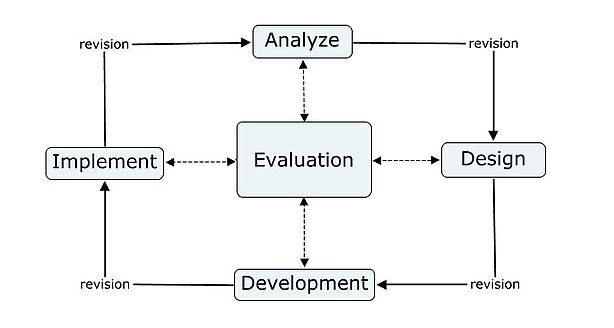 Analyze
revision
revision
Implement
Evaluation
Design
revision
Development
revision